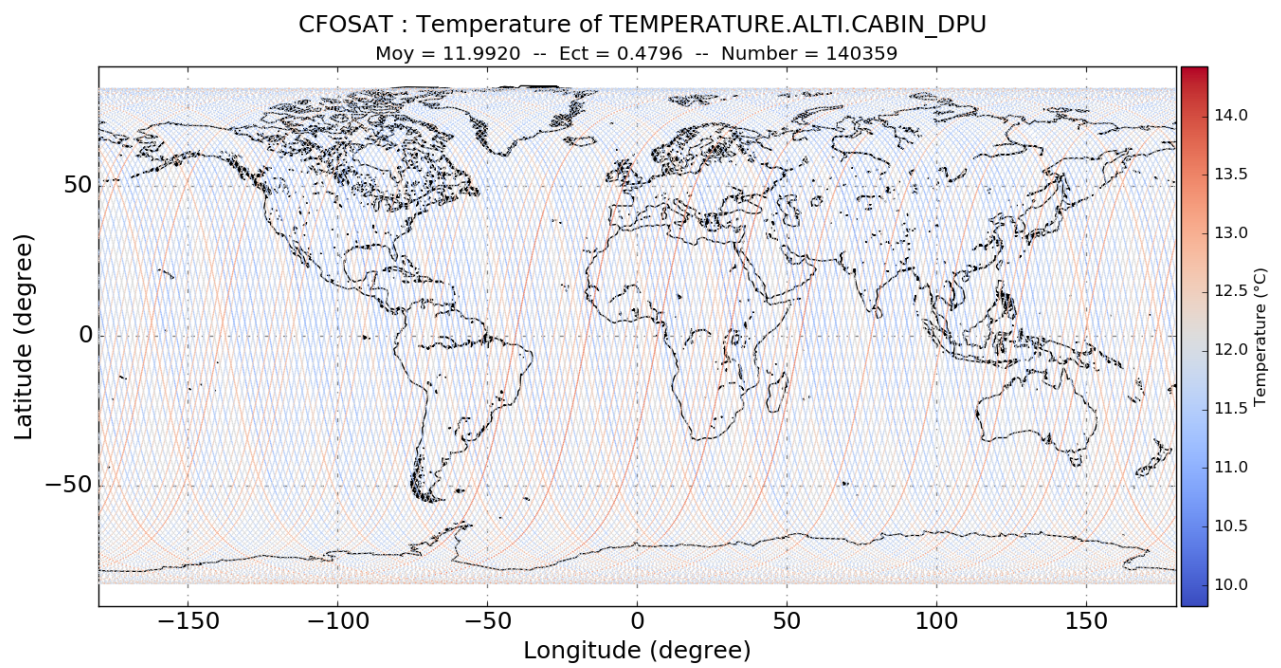 CFOSAT : Temperature of TEMPERATURE.ALTI.CABIN_DPU
Moy = 11.9920 -- Ect = 0.4796 -- Number = 140359
50
0
−50
Latitude (degree)
−150 −100 −50 0 50 100 150
Longitude (degree)
14.0
13.5
13.0
12.5
12.0
11.5
11.0
10.5
10.0
Temperature (°C)